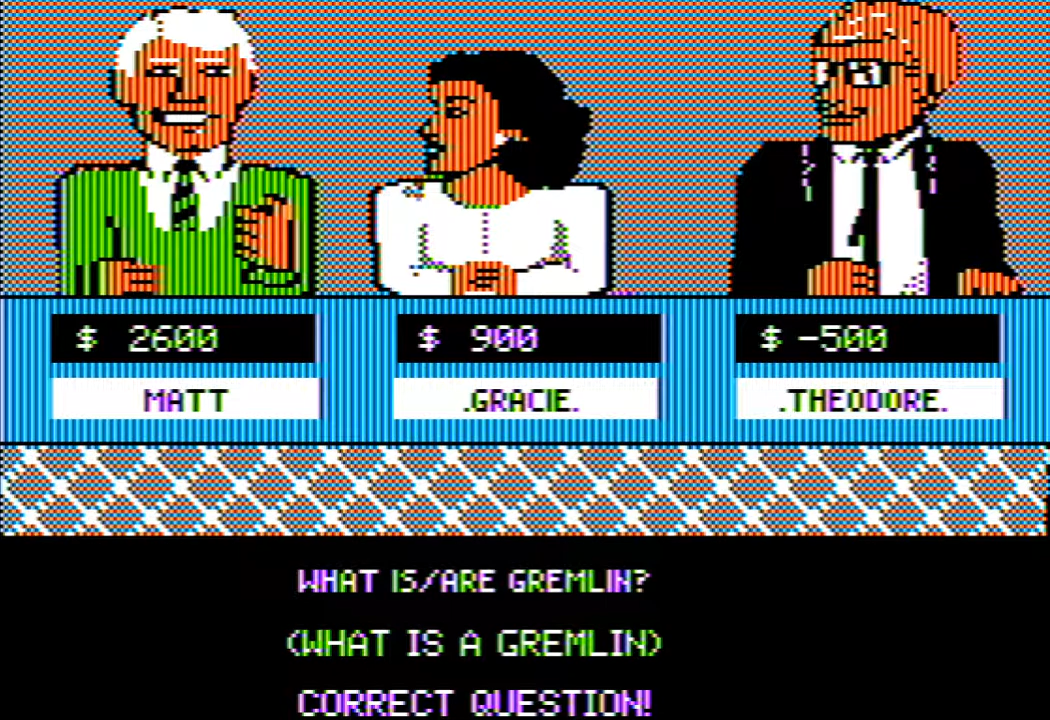 $ 2600 $ 900 $ -500
MATT .GRACIE. .THEODORE.
WHAT IS/ARE GREMLIN?
(WHAT IS A GREMLIN)
CORRECT QUESTION!